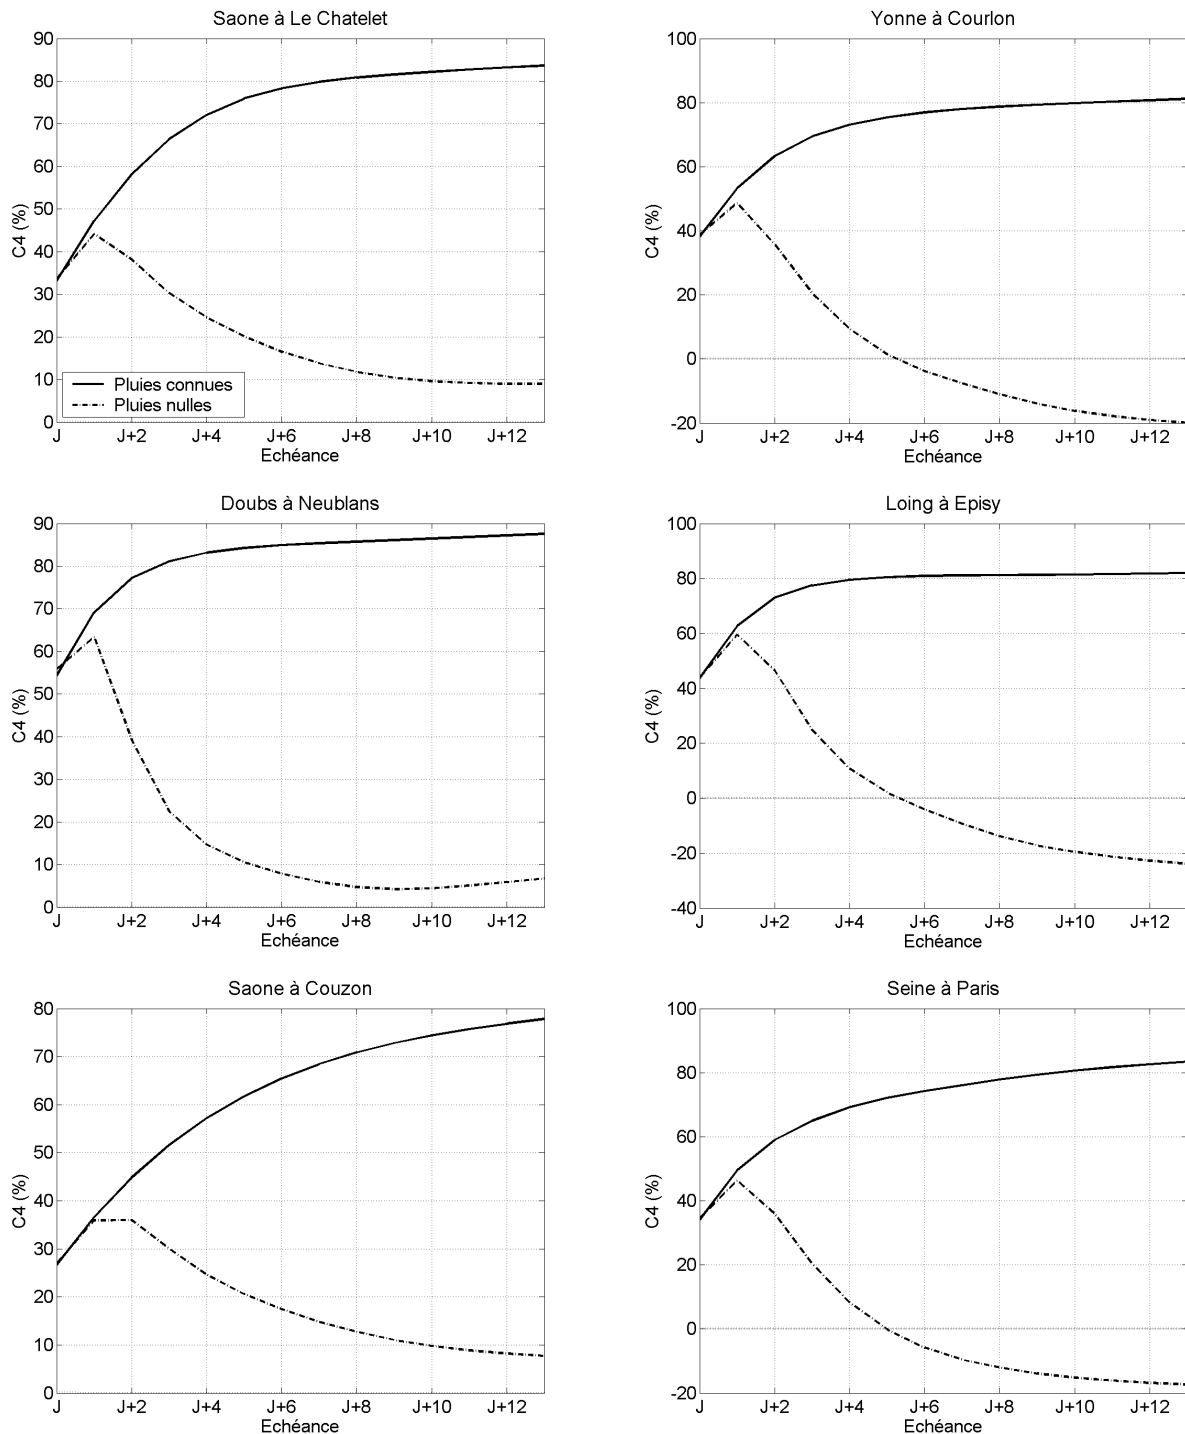 Saone à Le Chatelet
90
80
70
60
50
40
30
20
10
0
C4 (%)
Pluies connues
Pluies nulles
J J+2 J+4 J+6 J+8 J+10 J+12
Echéance
Yonne à Courlon
100
80
60
40
20
0
-20
C4 (%)
J J+2 J+4 J+6 J+8 J+10 J+12
Echéance
Doubs à Neublans
90
80
70
60
50
40
30
20
10
0
C4 (%)
J J+2 J+4 J+6 J+8 J+10 J+12
Echéance
Loing à Episy
100
80
60
40
20
0
-20
-40
C4 (%)
J J+2 J+4 J+6 J+8 J+10 J+12
Echéance
Saone à Couzon
80
70
60
50
40
30
20
10
0
C4 (%)
J J+2 J+4 J+6 J+8 J+10 J+12
Echéance
Seine à Paris
100
80
60
40
20
0
-20
C4 (%)
J J+2 J+4 J+6 J+8 J+10 J+12
Echéance